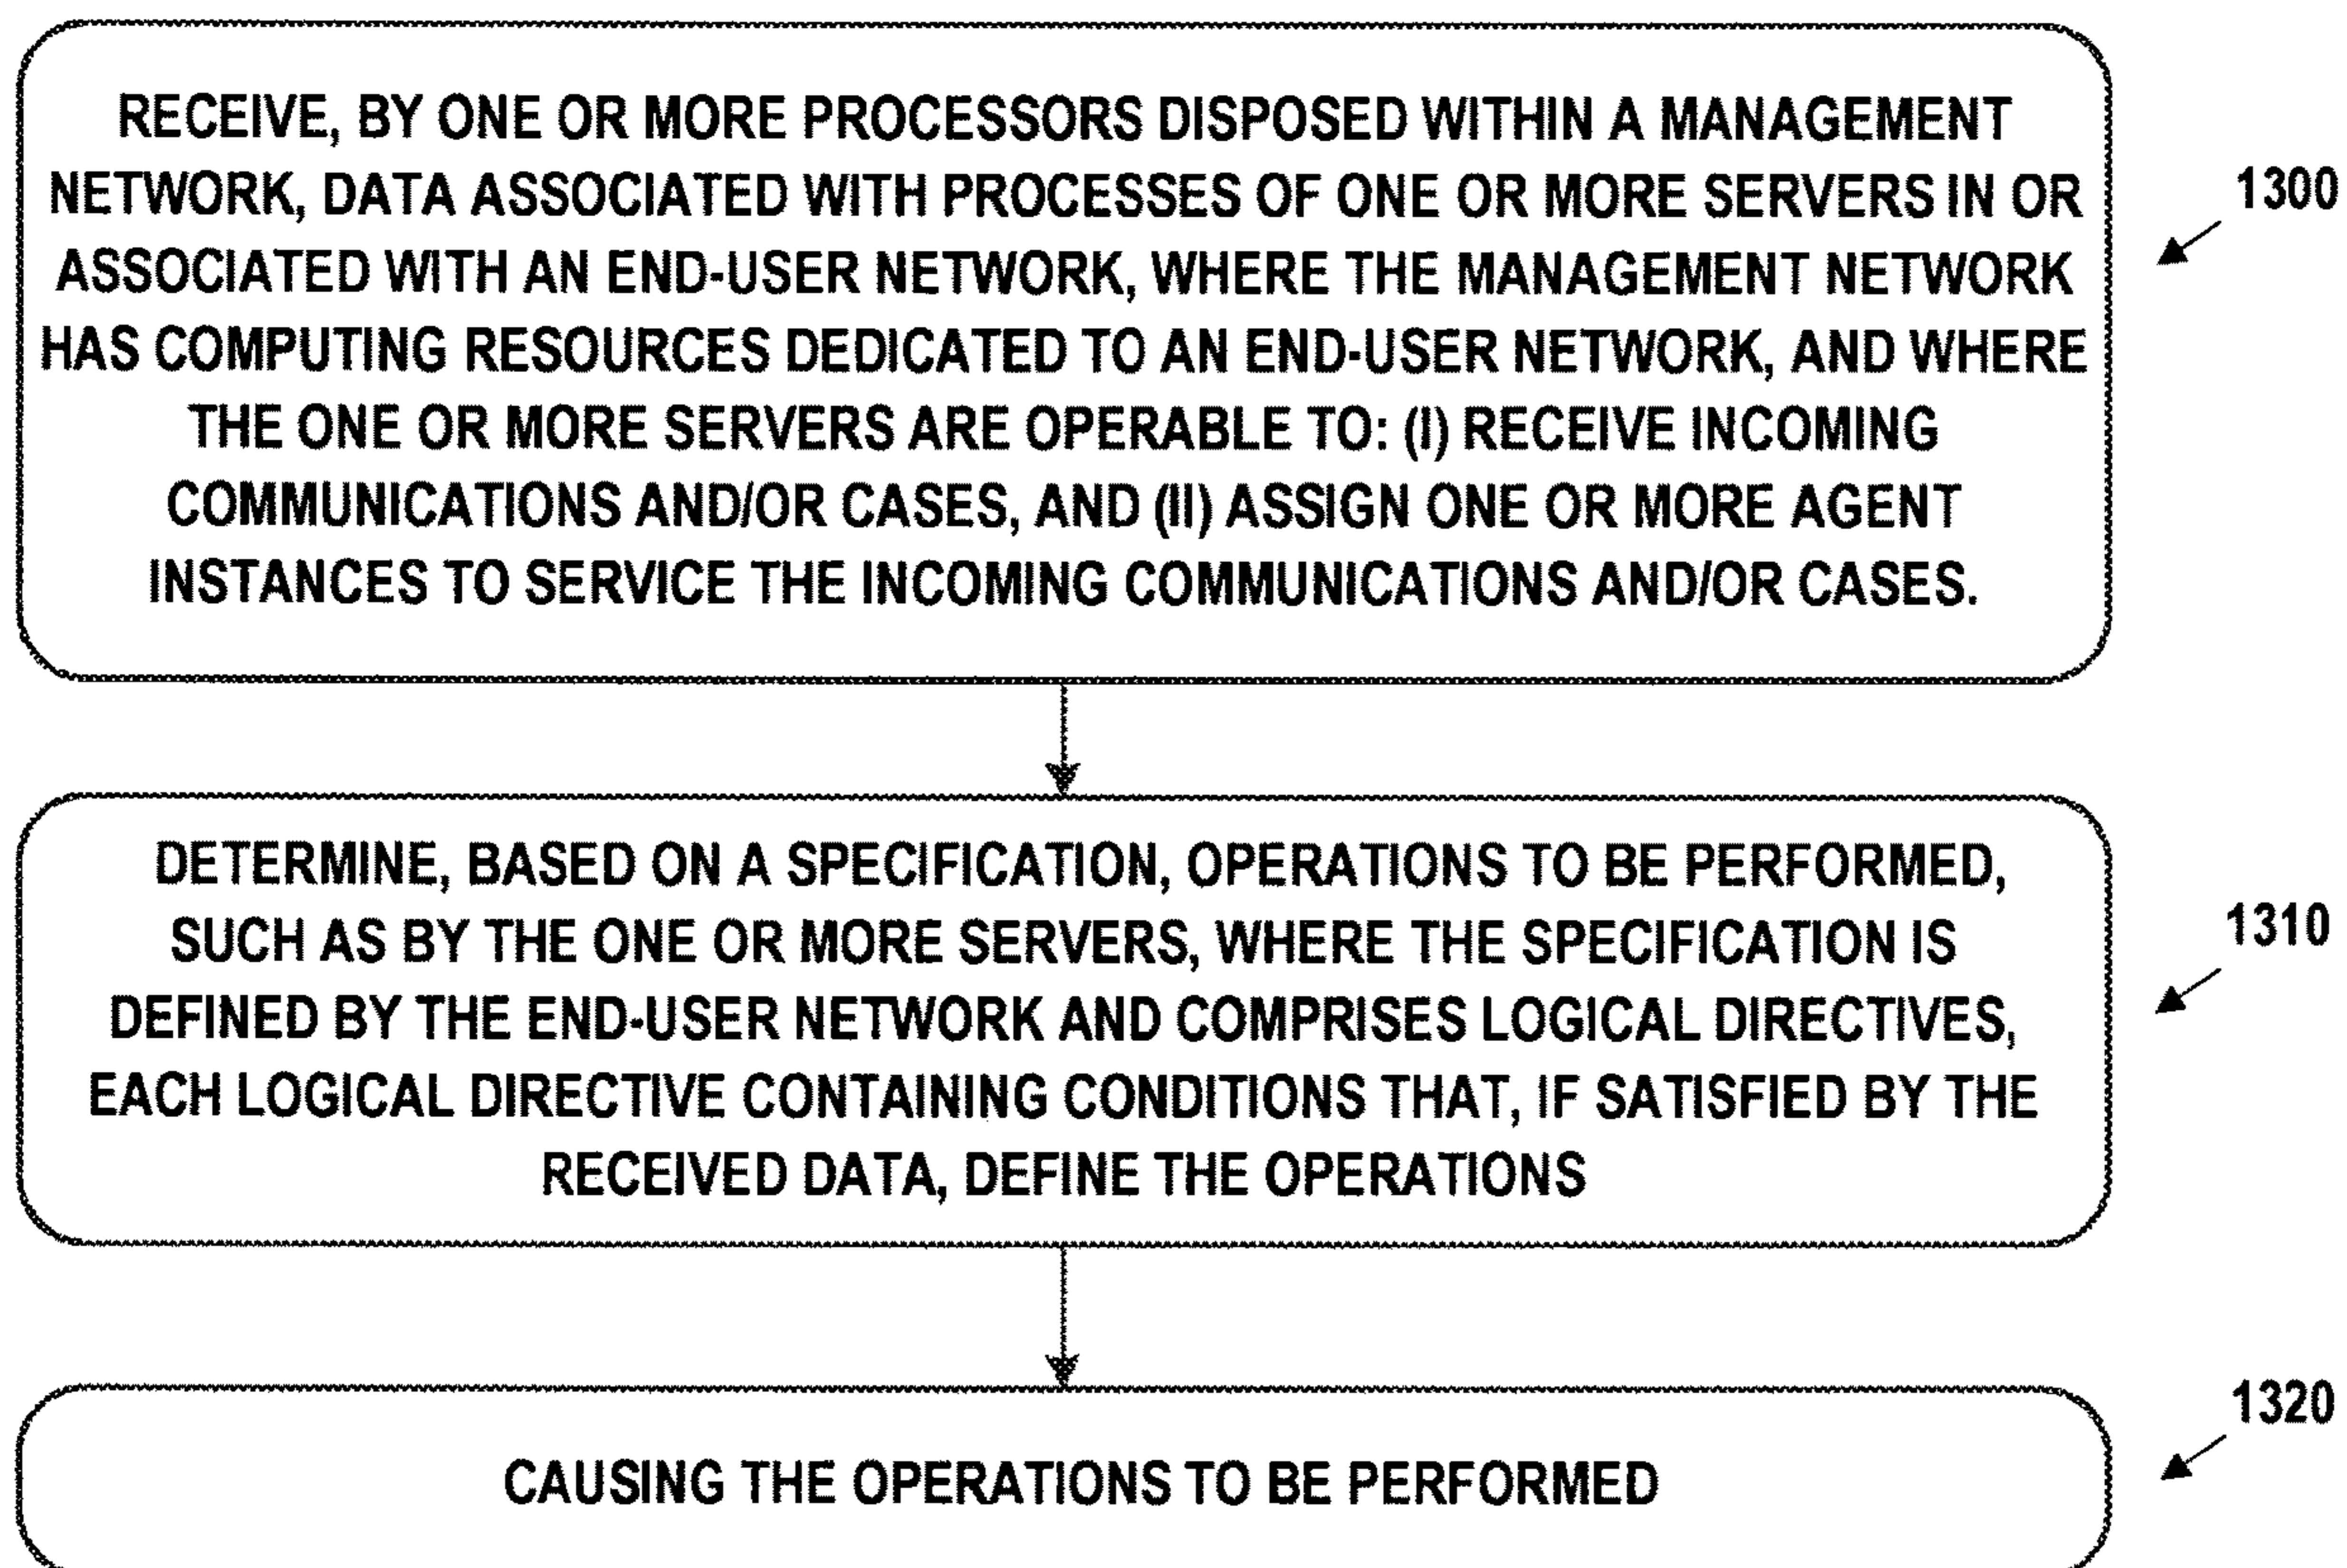 RECEIVE, BY ONE OR MORE PROCESSORS DISPOSED WITHIN A MANAGEMENT
NETWORK, DATA ASSOCIATED WITH PROCESSES OF ONE OR MORE SERVERS IN OR
ASSOCIATED WITH AN END-USER NETWORK, WHERE THE MANAGEMENT NETWORK
HAS COMPUTING RESOURCES DEDICATED TO AN END-USER NETWORK, AND WHERE
THE ONE OR MORE SERVERS ARE OPERABLE TO: (I) RECEIVE INCOMING
COMMUNICATIONS AND/OR CASES, AND (II) ASSIGN ONE OR MORE AGENT
INSTANCES TO SERVICE THE INCOMING COMMUNICATIONS AND/OR CASES.
1300
DETERMINE, BASED ON A SPECIFICATION, OPERATIONS TO BE PERFORMED,
SUCH AS BY THE ONE OR MORE SERVERS, WHERE THE SPECIFICATION IS
DEFINED BY THE END-USER NETWORK AND COMPRISES LOGICAL DIRECTIVES,
EACH LOGICAL DIRECTIVE CONTAINING CONDITIONS THAT, IF SATISFIED BY THE
RECEIVED DATA, DEFINE THE OPERATIONS
1310
CAUSING THE OPERATIONS TO BE PERFORMED
1320